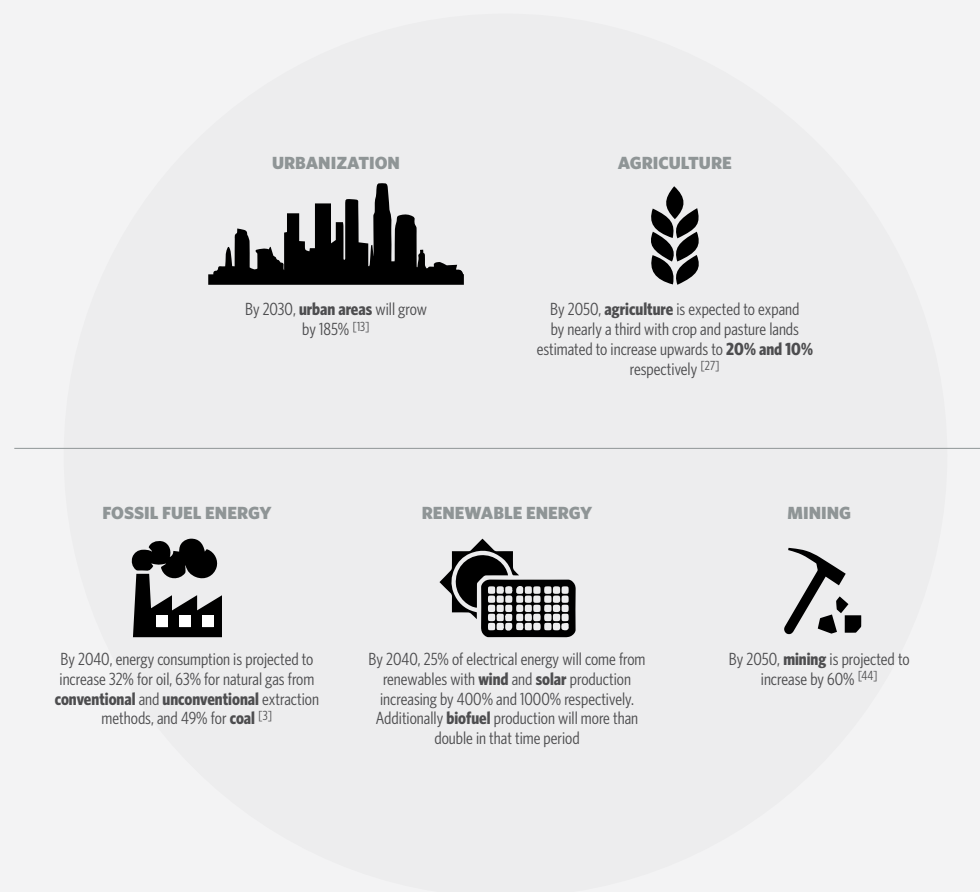 URBANIZATION
By 2030, urban areas will grow
by 185% [13]
AGRICULTURE
By 2050, agriculture is expected to expand
by nearly a third with crop and pasture lands
estimated to increase upwards to 20% and 10%
respectively [27]
FOSSIL FUEL ENERGY
By 2040, energy consumption is projected to
increase 32% for oil, 63% for natural gas from
conventional and unconventional extraction
methods, and 49% for coal [3]
RENEWABLE ENERGY
By 2040, 25% of electrical energy will come from
renewables with wind and solar production
increasing by 400% and 1000% respectively.
Additionally biofuel production will more than
double in that time period
MINING
By 2050, mining is projected to
increase by 60% [44]